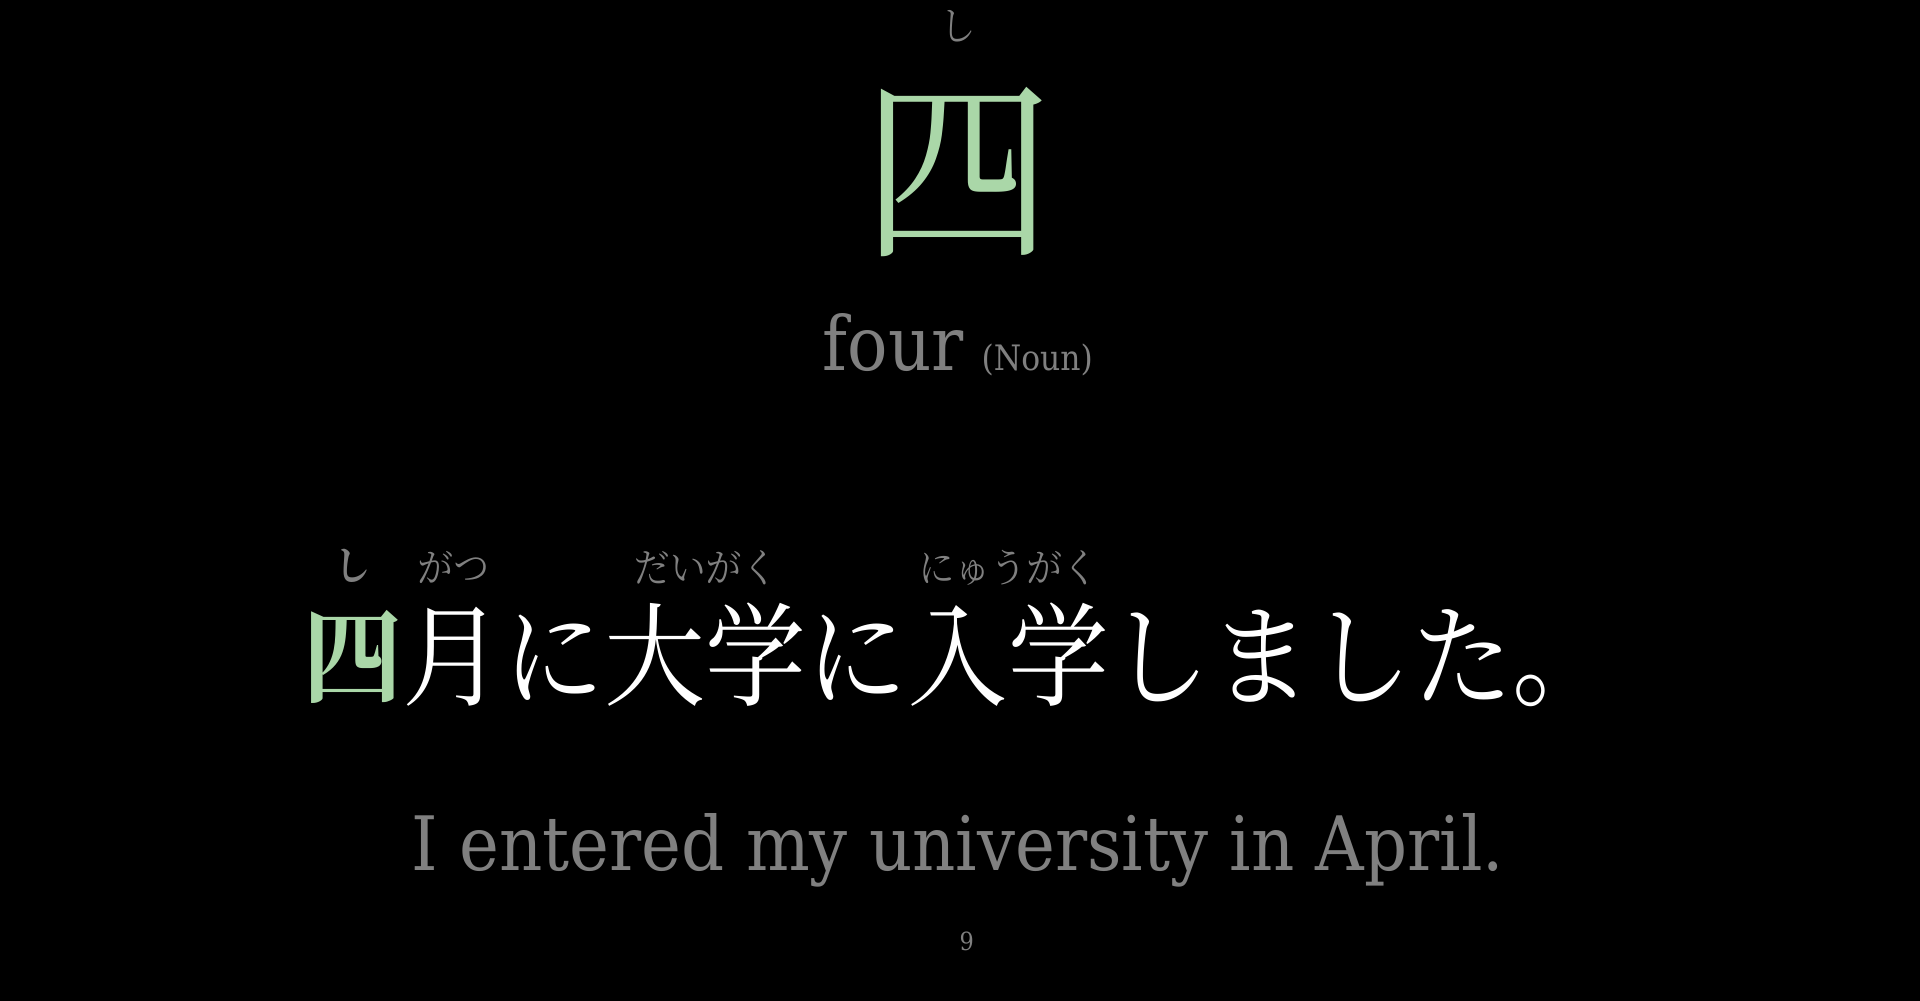 し
四
four (Noun)
し がつ だいがく にゅうがく
四月に大学に入学しました。
I entered my university in April.
9